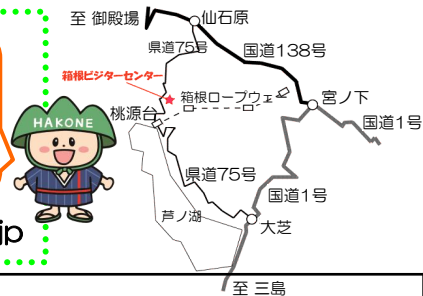 至 御殿場
仙石原
県道75号
国道138号
箱根ビジターセンター
箱根ロープウェー
宮ノ下
桃源台
国道1号
HAKONE
県道75号
国道1号
芦ノ湖
大芝
jp
至 三島